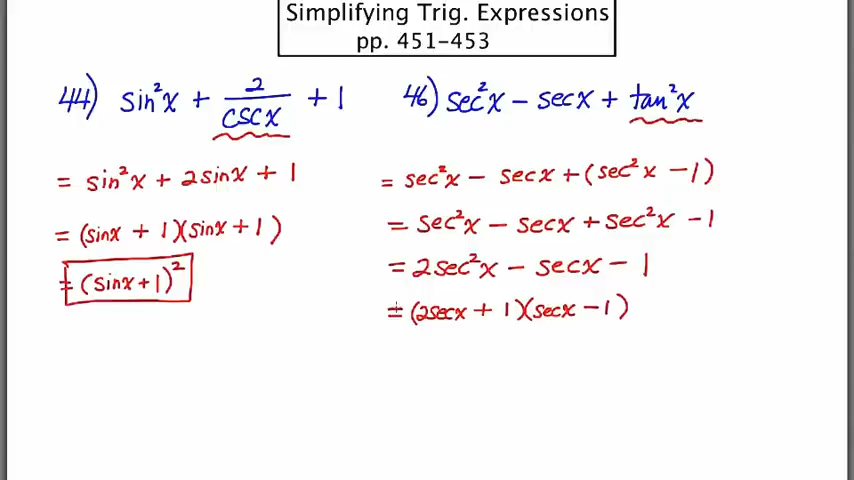 Simplifying Trig. Expressions
pp. 451-453
44) sin²x + 2/cscx + 1
= sin²x + 2sinx + 1
= (sinx + 1)(sinx + 1)
= (sinx+1)²
46) sec²x - secx + tan²x
= sec²x - secx + (sec²x - 1)
= sec²x - secx + sec²x - 1
= 2sec²x - secx - 1
= (2secx + 1)(secx - 1)